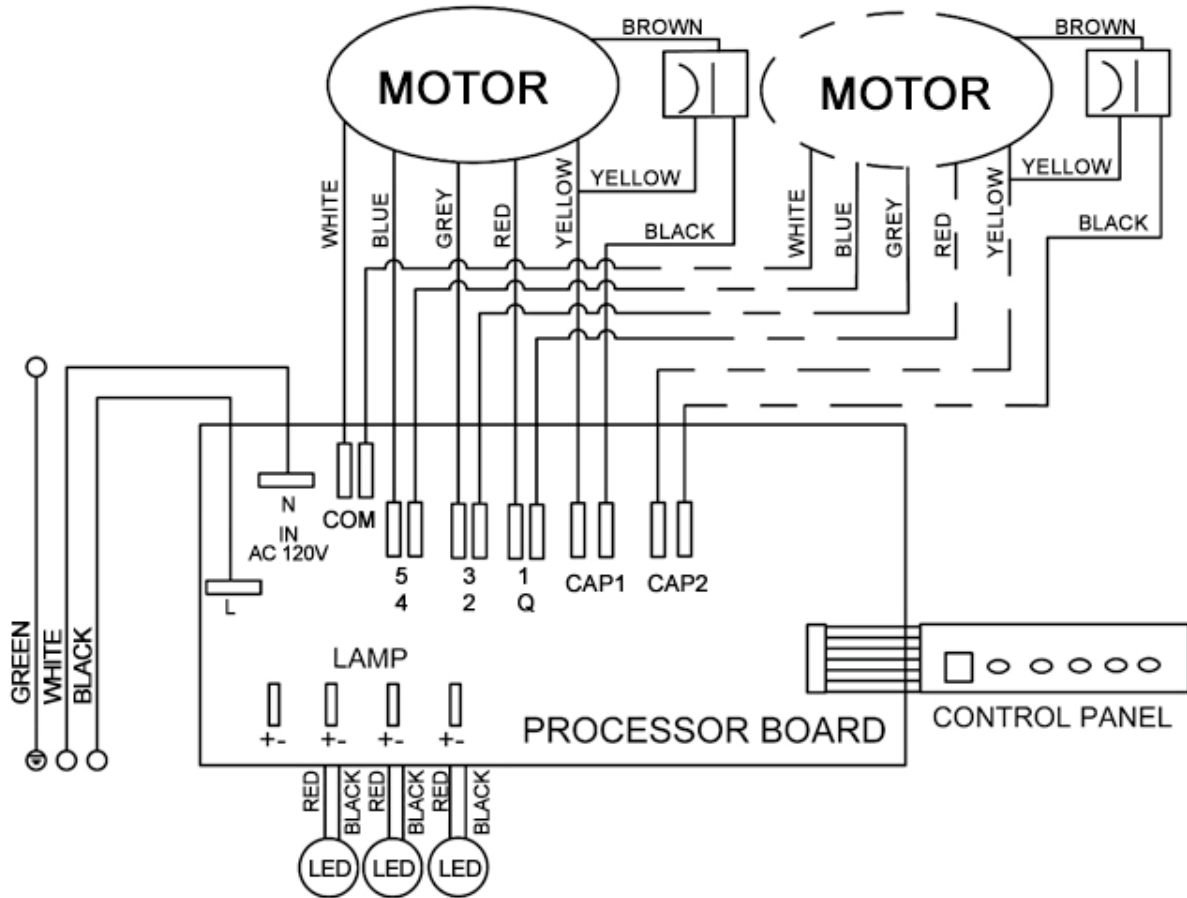 BROWN
BROWN
MOTOR
MOTOR
YELLOW
YELLOW
WHITE
BLUE
GREY
RED
YELLOW
BLACK
WHITE
BLUE
GREY
RED
YELLOW
BLACK
N
IN
AC 120V
COM
L
5
4
3
2
1
Q
CAP1
CAP2
GREEN
WHITE
BLACK
LAMP
+-
+-
+-
+-
PROCESSOR BOARD
CONTROL PANEL
RED
BLACK
RED
BLACK
RED
BLACK
LED
LED
LED